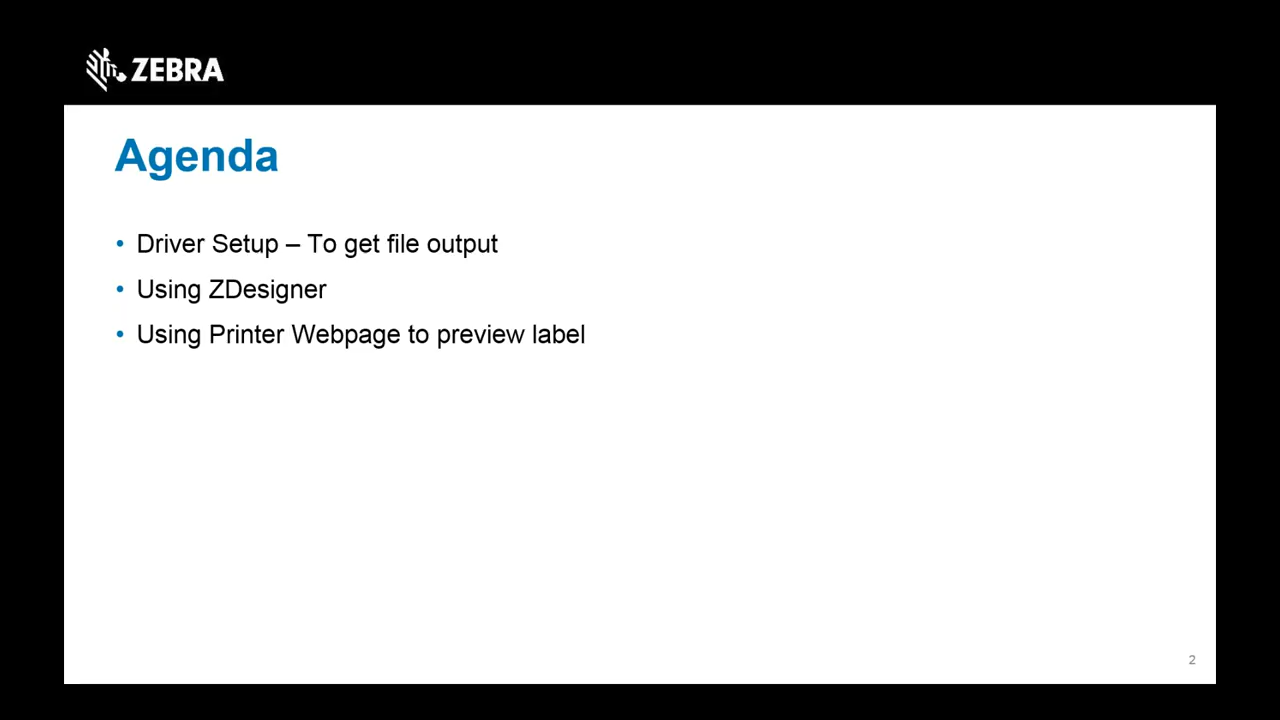 ZEBRA
Agenda
• Driver Setup – To get file output
• Using ZDesigner
• Using Printer Webpage to preview label
2